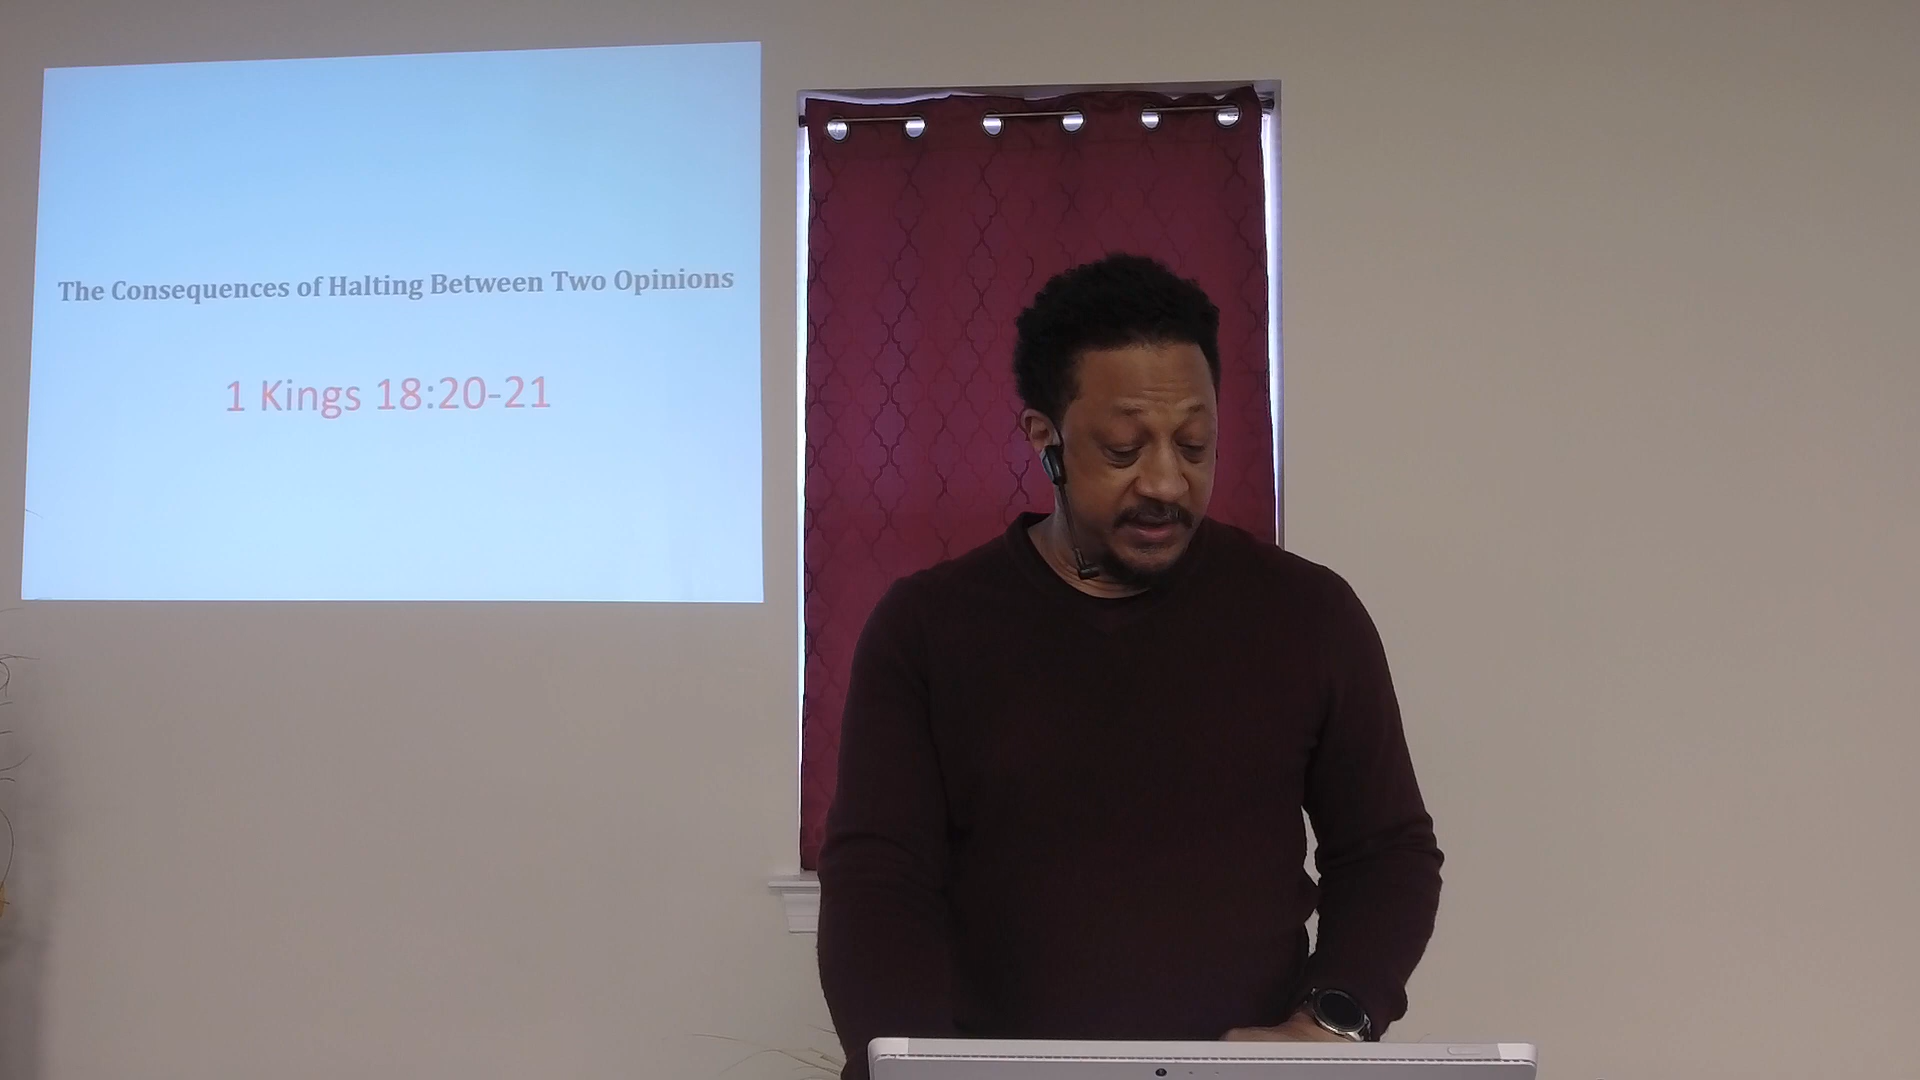 The Consequences of Halting Between Two Opinions
1 Kings 18:20-21